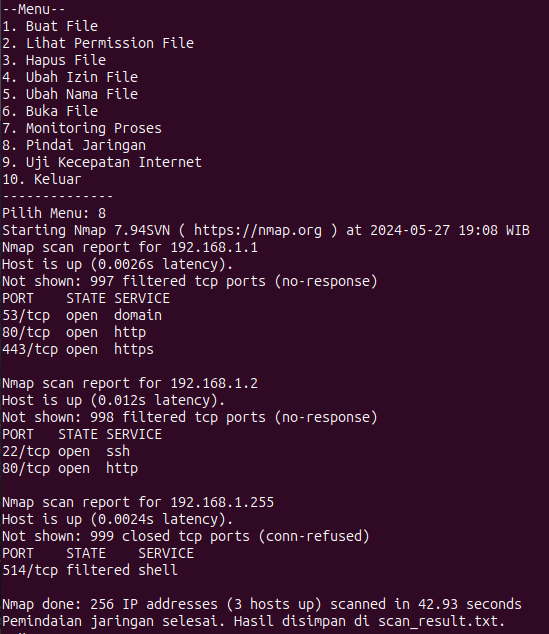 --Menu--
1. Buat File
2. Lihat Permission File
3. Hapus File
4. Ubah Izin File
5. Ubah Nama File
6. Buka File
7. Monitoring Proses
8. Pindai Jaringan
9. Uji Kecepatan Internet
10. Keluar
--------------
Pilih Menu: 8
Starting Nmap 7.94SVN ( https://nmap.org ) at 2024-05-27 19:08 WIB
Nmap scan report for 192.168.1.1
Host is up (0.0026s latency).
Not shown: 997 filtered tcp ports (no-response)
PORT    STATE SERVICE
53/tcp  open  domain
80/tcp  open  http
443/tcp open  https

Nmap scan report for 192.168.1.2
Host is up (0.012s latency).
Not shown: 998 filtered tcp ports (no-response)
PORT   STATE SERVICE
22/tcp open  ssh
80/tcp open  http

Nmap scan report for 192.168.1.255
Host is up (0.0024s latency).
Not shown: 999 closed tcp ports (conn-refused)
PORT    STATE    SERVICE
514/tcp filtered shell

Nmap done: 256 IP addresses (3 hosts up) scanned in 42.93 seconds
Pemindaian jaringan selesai. Hasil disimpan di scan_result.txt.